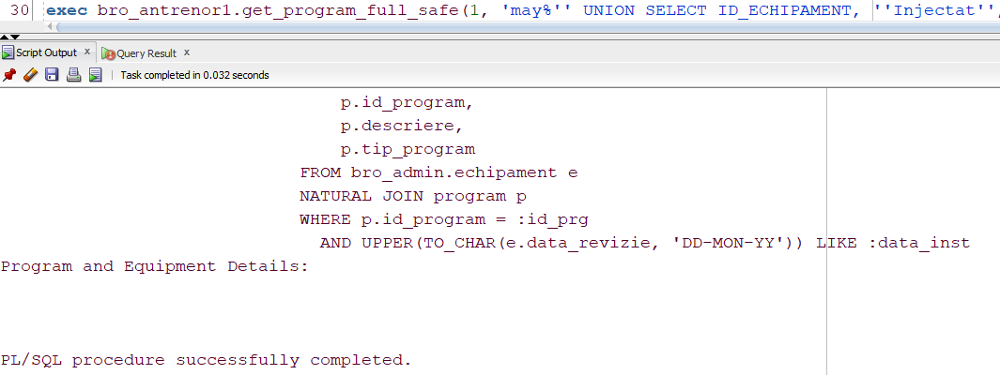 30 exec bro_antrenor1.get_program_full_safe(1, 'may%'' UNION SELECT ID_ECHIPAMENT, ''Injectat'',
Script Output x Query Result x
Task completed in 0.032 seconds
p.id_program,
p.descriere,
p.tip_program
FROM bro_admin.echipament e
NATURAL JOIN program p
WHERE p.id_program = :id_prg
AND UPPER(TO_CHAR(e.data_revizie, 'DD-MON-YY')) LIKE :data_inst
Program and Equipment Details:
PL/SQL procedure successfully completed.